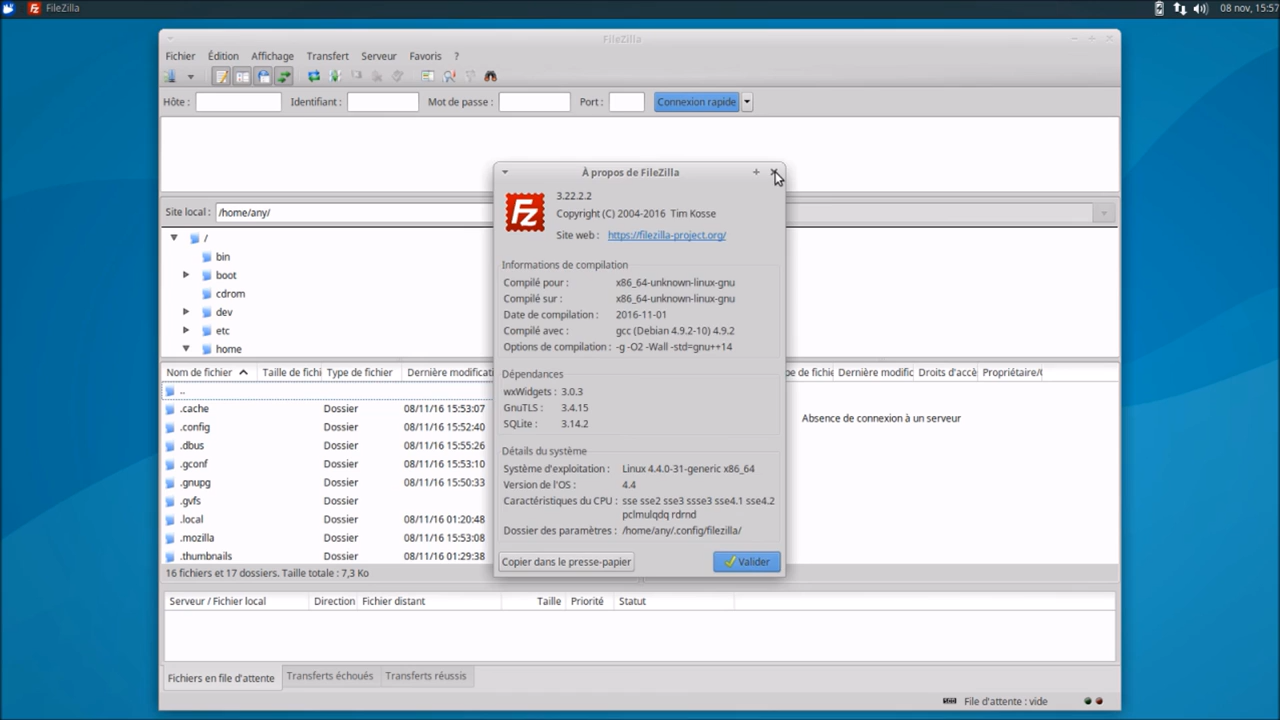 FileZilla
08 nov, 15:57
FileZilla
Fichier Édition Affichage Transfert Serveur Favoris ?
Hôte : Identifiant : Mot de passe : Port : Connexion rapide
À propos de FileZilla
Fz
3.22.2.2
Copyright (C) 2004-2016 Tim Kosse
Site web : https://filezilla-project.org/
Informations de compilation
Compilé pour : x86_64-unknown-linux-gnu
Compilé sur : x86_64-unknown-linux-gnu
Date de compilation : 2016-11-01
Compilé avec : gcc (Debian 4.9.2-10) 4.9.2
Options de compilation : -g -O2 -Wall -std=gnu++14
Dépendances
wxWidgets : 3.0.3
GnuTLS : 3.4.15
SQLite : 3.14.2
Détails du système
Système d'exploitation : Linux 4.4.0-31-generic x86_64
Version de l'OS : 4.4
Caractéristiques du CPU : sse sse2 sse3 ssse3 sse4.1 sse4.2
pclmulqdq rdrnd
Dossier des paramètres : /home/any/.config/filezilla/
Copier dans le presse-papier Valider
Site local : /home/any/
/
bin
boot
cdrom
dev
etc
home
Nom de fichier Taille de fichi Type de fichier Dernière modificati
..
.cache Dossier 08/11/16 15:53:07
.config Dossier 08/11/16 15:52:40
.dbus Dossier 08/11/16 15:55:26
.gconf Dossier 08/11/16 15:53:10
.gnupg Dossier 08/11/16 15:50:33
.gvfs Dossier
.local Dossier 08/11/16 01:20:48
.mozilla Dossier 08/11/16 15:53:08
.thumbnails Dossier 08/11/16 01:29:38
16 fichiers et 17 dossiers. Taille totale : 7,3 Ko
pe de fichie Dernière modific Droits d'accè Propriétaire/
Absence de connexion à un serveur
Serveur / Fichier local Direction Fichier distant Taille Priorité Statut
Fichiers en file d'attente Transferts échoués Transferts réussis
File d'attente : vide